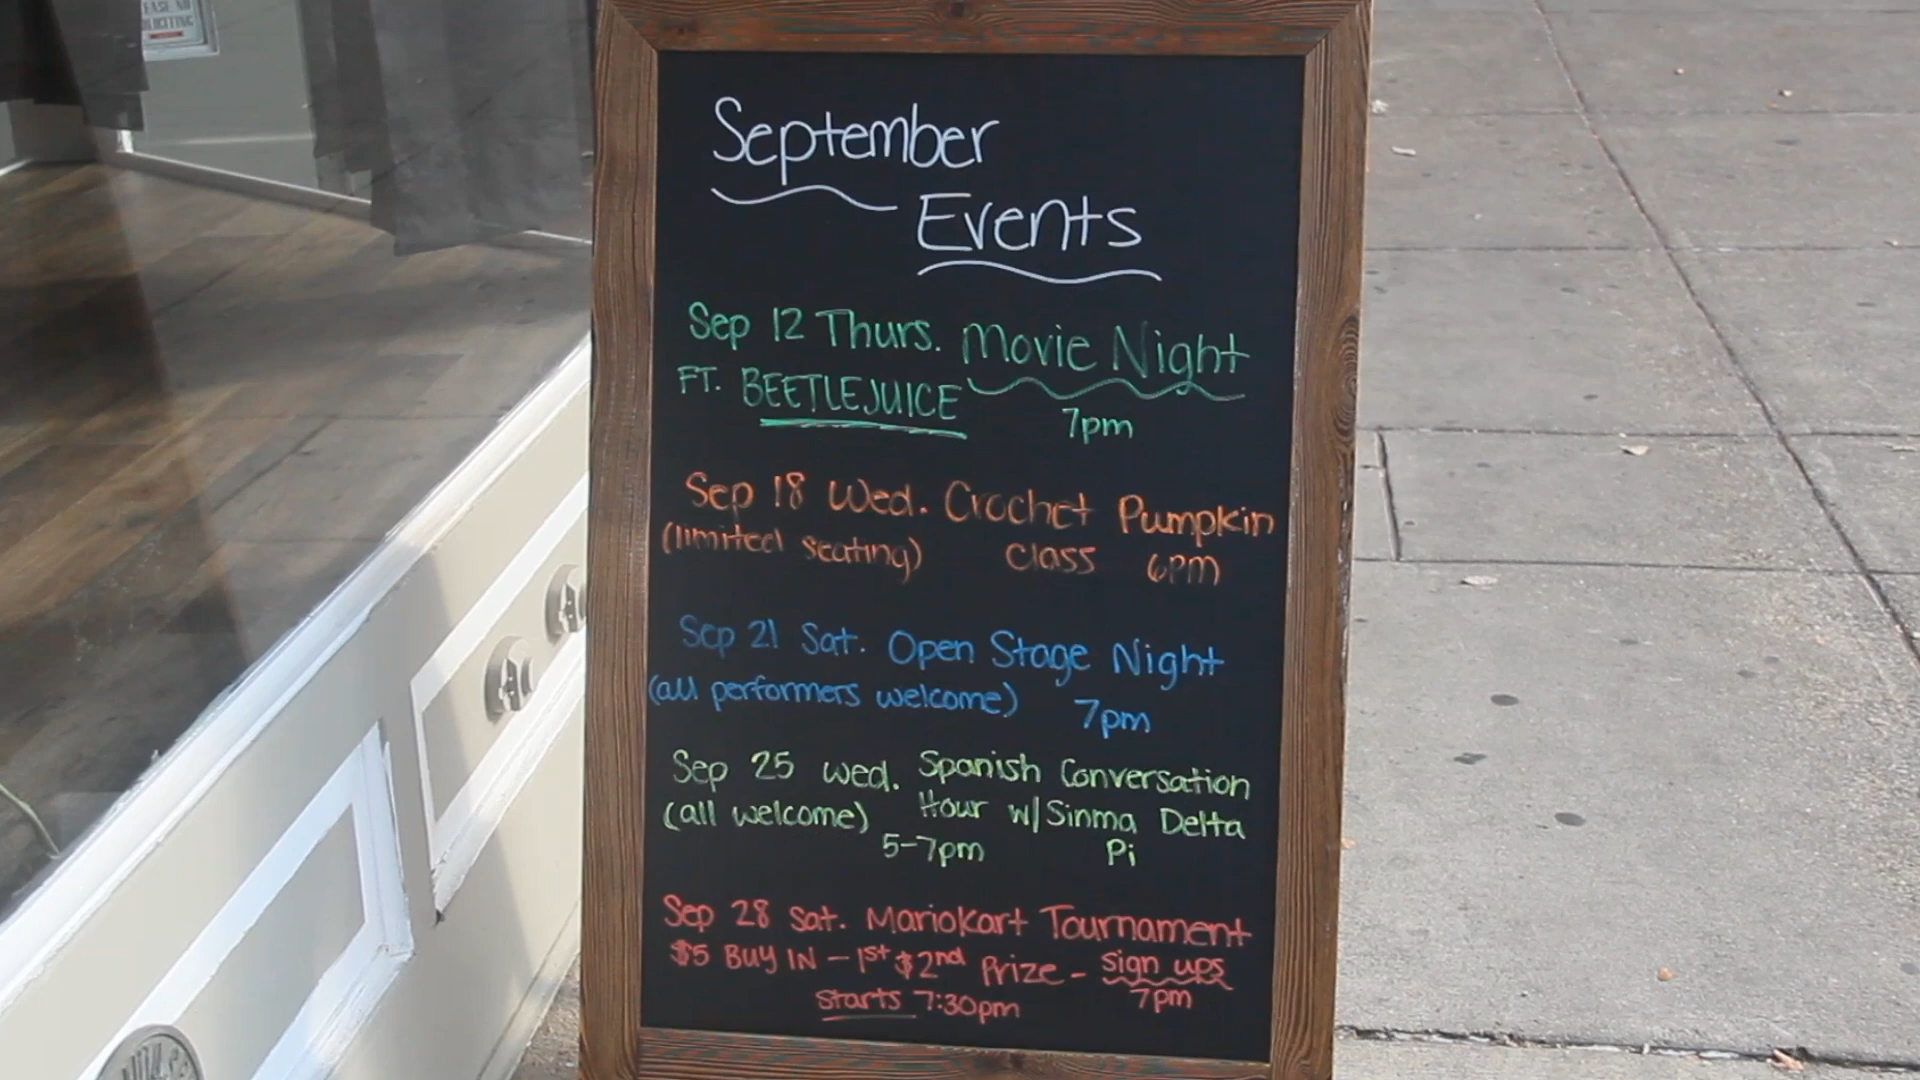 September
Events
Sep 12 Thurs. Movie Night
FT. BEETLEJUICE 7pm
Sep 18 Wed. Crochet Pumpkin
(limited seating) class 6PM
Sep 21 Sat. Open Stage Night
(all performers welcome) 7pm
Sep 25 Wed. Spanish Conversation
(all welcome) Hour w/ Sinma Delta
5-7pm Pi
Sep 28 Sat. MarioKart Tournament
$5 BUY IN - 1st $ 2nd Prize - sign ups
starts 7:30pm 7pm